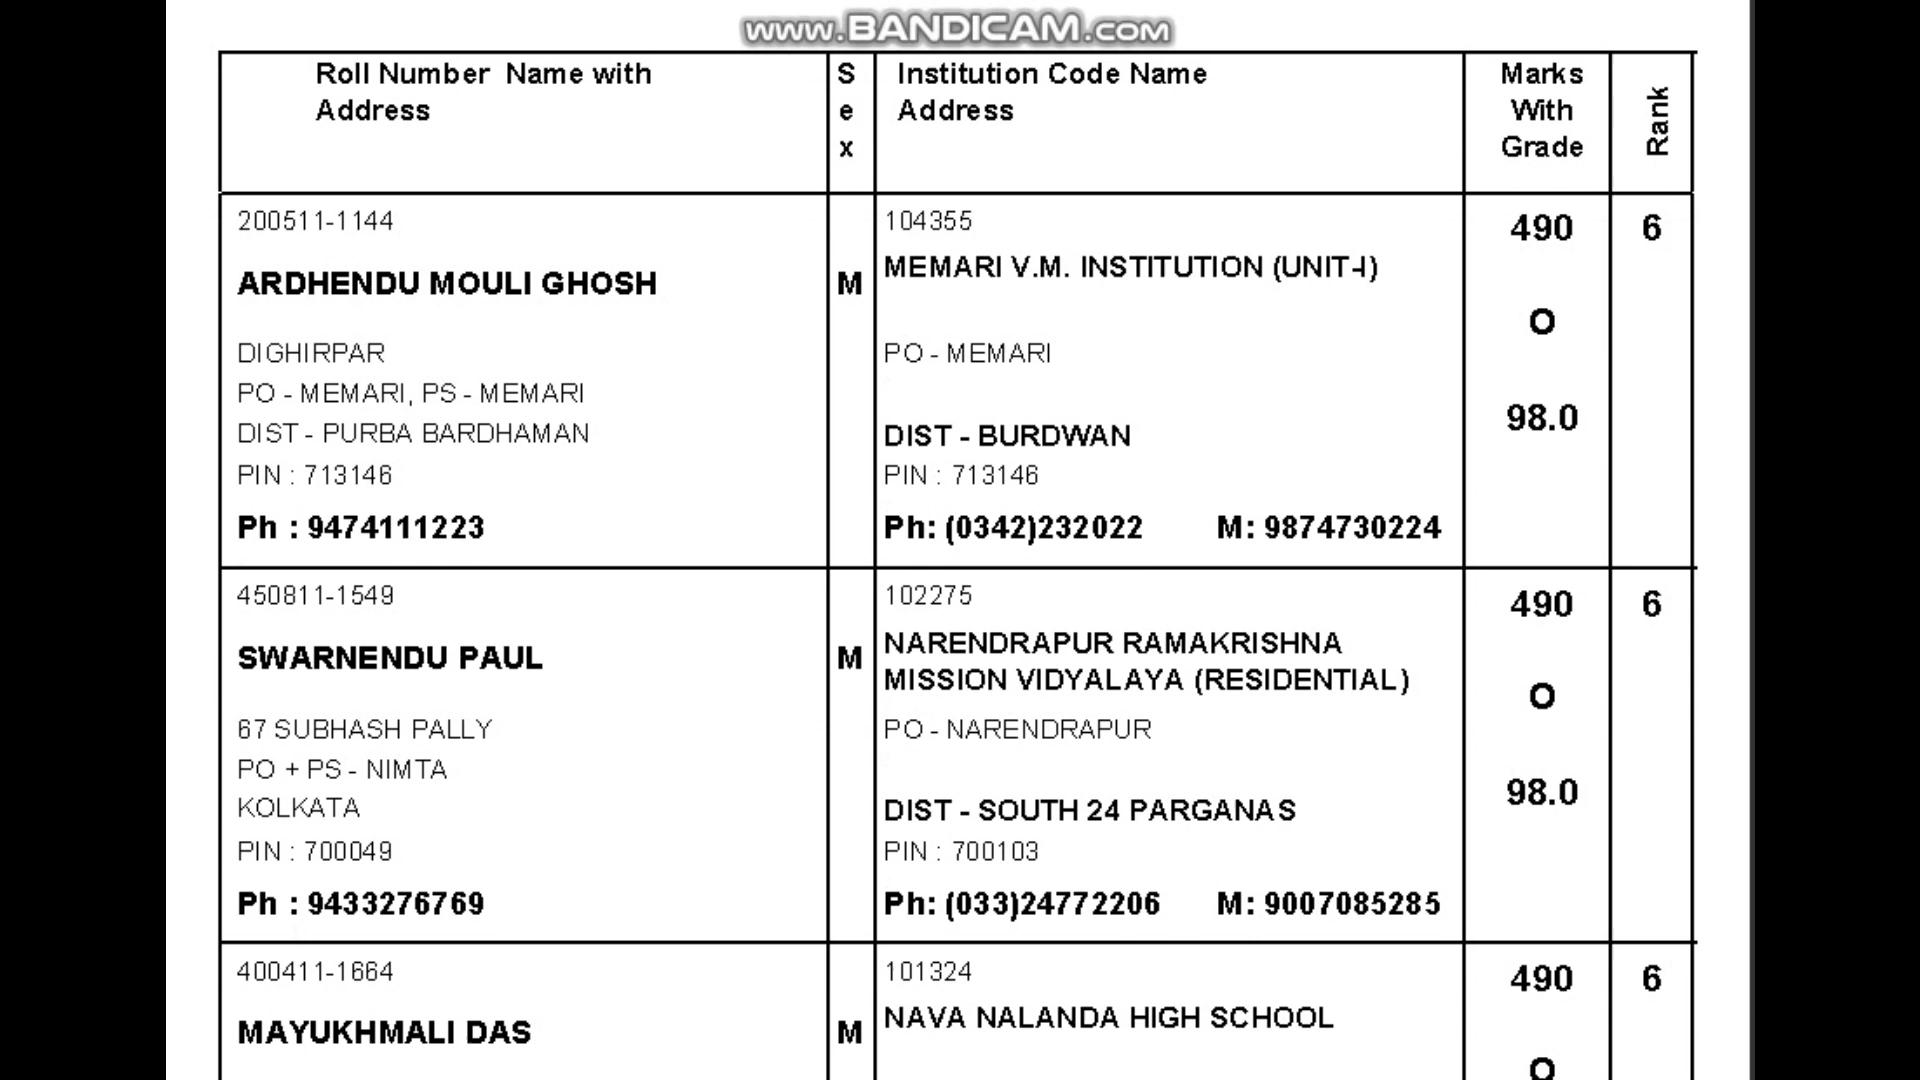 www.BANDICAM.com
Roll Number Name with
Address
S
e
x
Institution Code Name
Address
Marks
With
Grade
Rank
200511-1144
ARDHENDU MOULI GHOSH
DIGHIRPAR
PO - MEMARI, PS - MEMARI
DIST - PURBA BARDHAMAN
PIN : 713146
Ph : 9474111223
M
104355
MEMARI V.M. INSTITUTION (UNIT-I)
PO - MEMARI
DIST - BURDWAN
PIN : 713146
Ph: (0342)232022 M: 9874730224
490
O
98.0
6
450811-1549
SWARNENDU PAUL
67 SUBHASH PALLY
PO + PS - NIMTA
KOLKATA
PIN : 700049
Ph : 9433276769
M
102275
NARENDRAPUR RAMAKRISHNA
MISSION VIDYALAYA (RESIDENTIAL)
PO - NARENDRAPUR
DIST - SOUTH 24 PARGANAS
PIN : 700103
Ph: (033)24772206 M: 9007085285
490
O
98.0
6
400411-1664
MAYUKHMALI DAS
M
101324
NAVA NALANDA HIGH SCHOOL
490
O
6